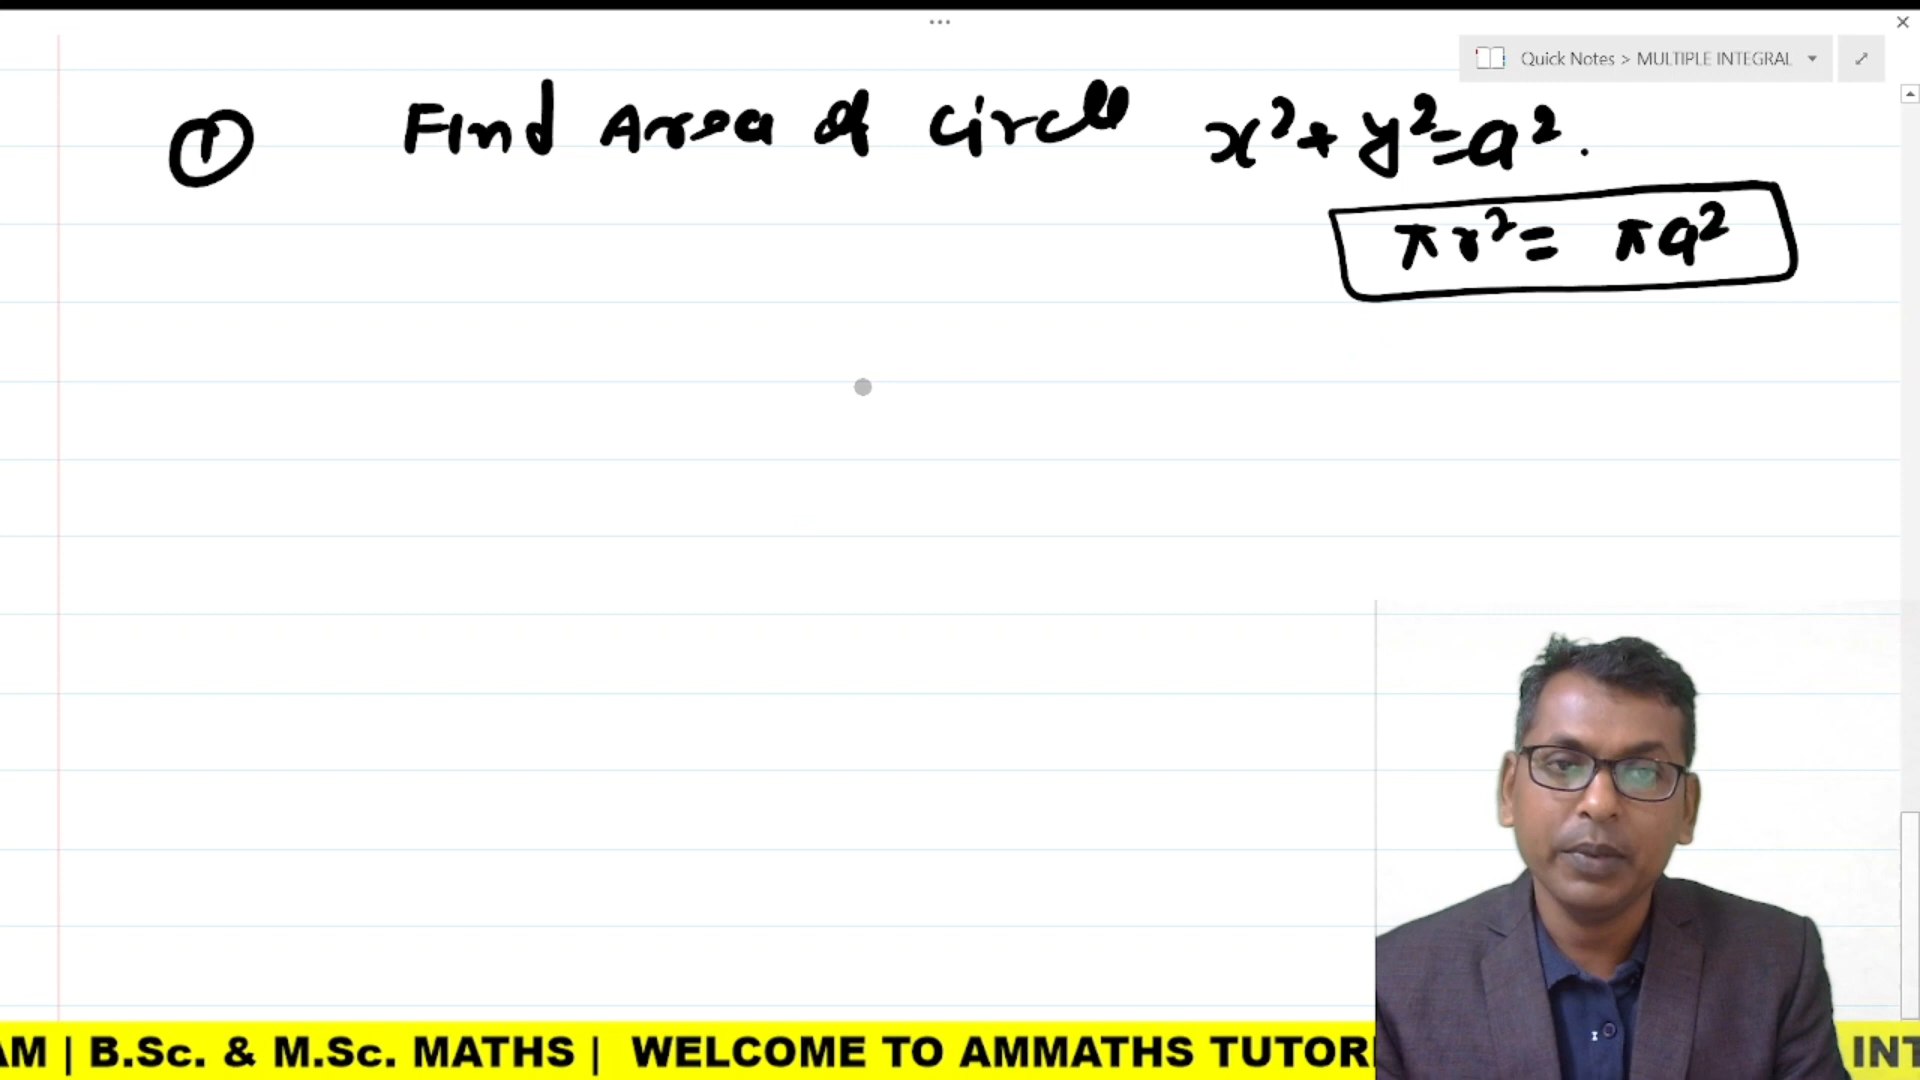 Quick Notes > MULTIPLE INTEGRAL
① Find Area of circle x²+y²=a².
πr²= πa²
AM | B.Sc. & M.Sc. MATHS | WELCOME TO AMMATHS TUTORI INT